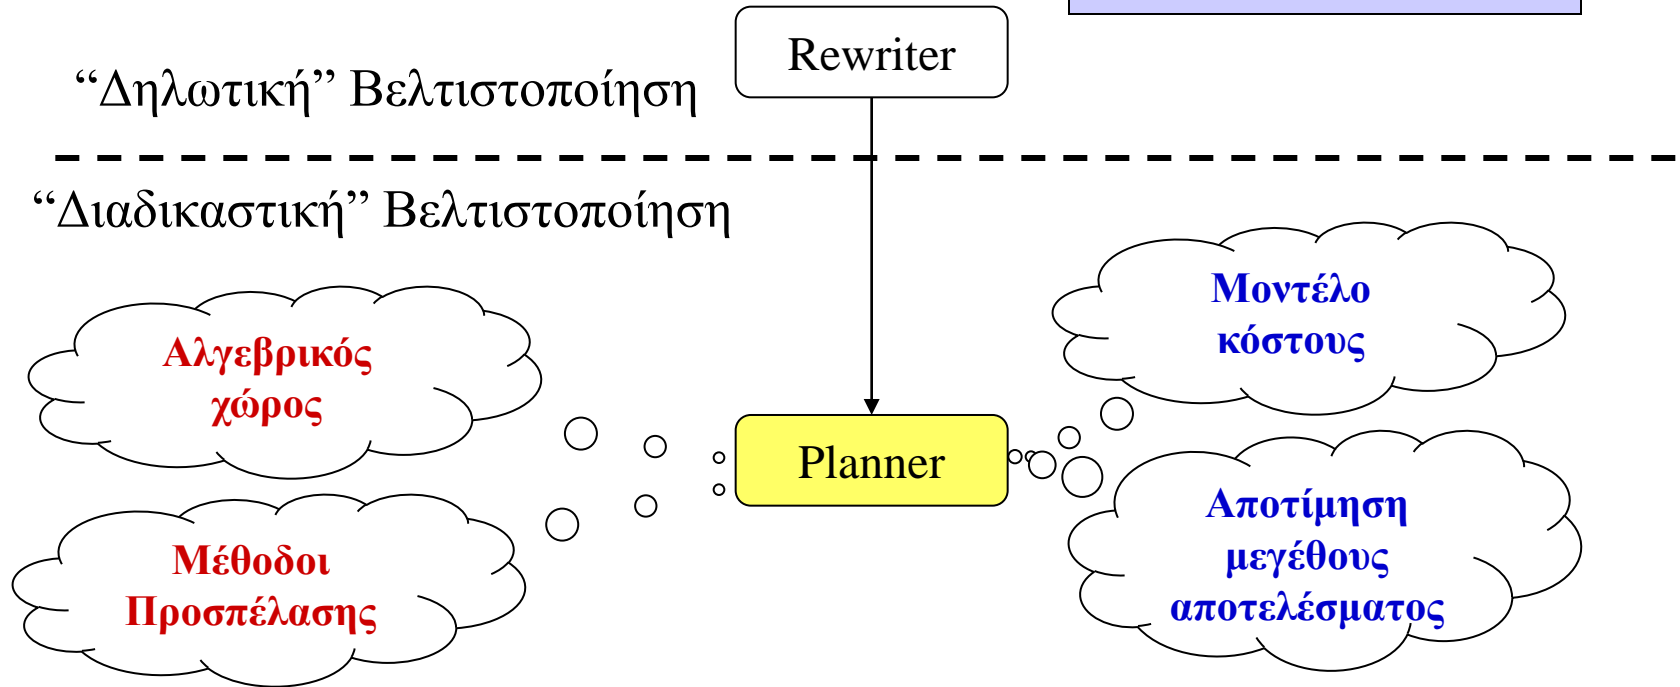 Rewriter
“Δηλωτική” Βελτιστοποίηση
“Διαδικαστική” Βελτιστοποίηση
Αλγεβρικός
χώρος
Μέθοδοι
Προσπέλασης
Planner
Μοντέλο
κόστους
Αποτίμηση
μεγέθους
αποτελέσματος